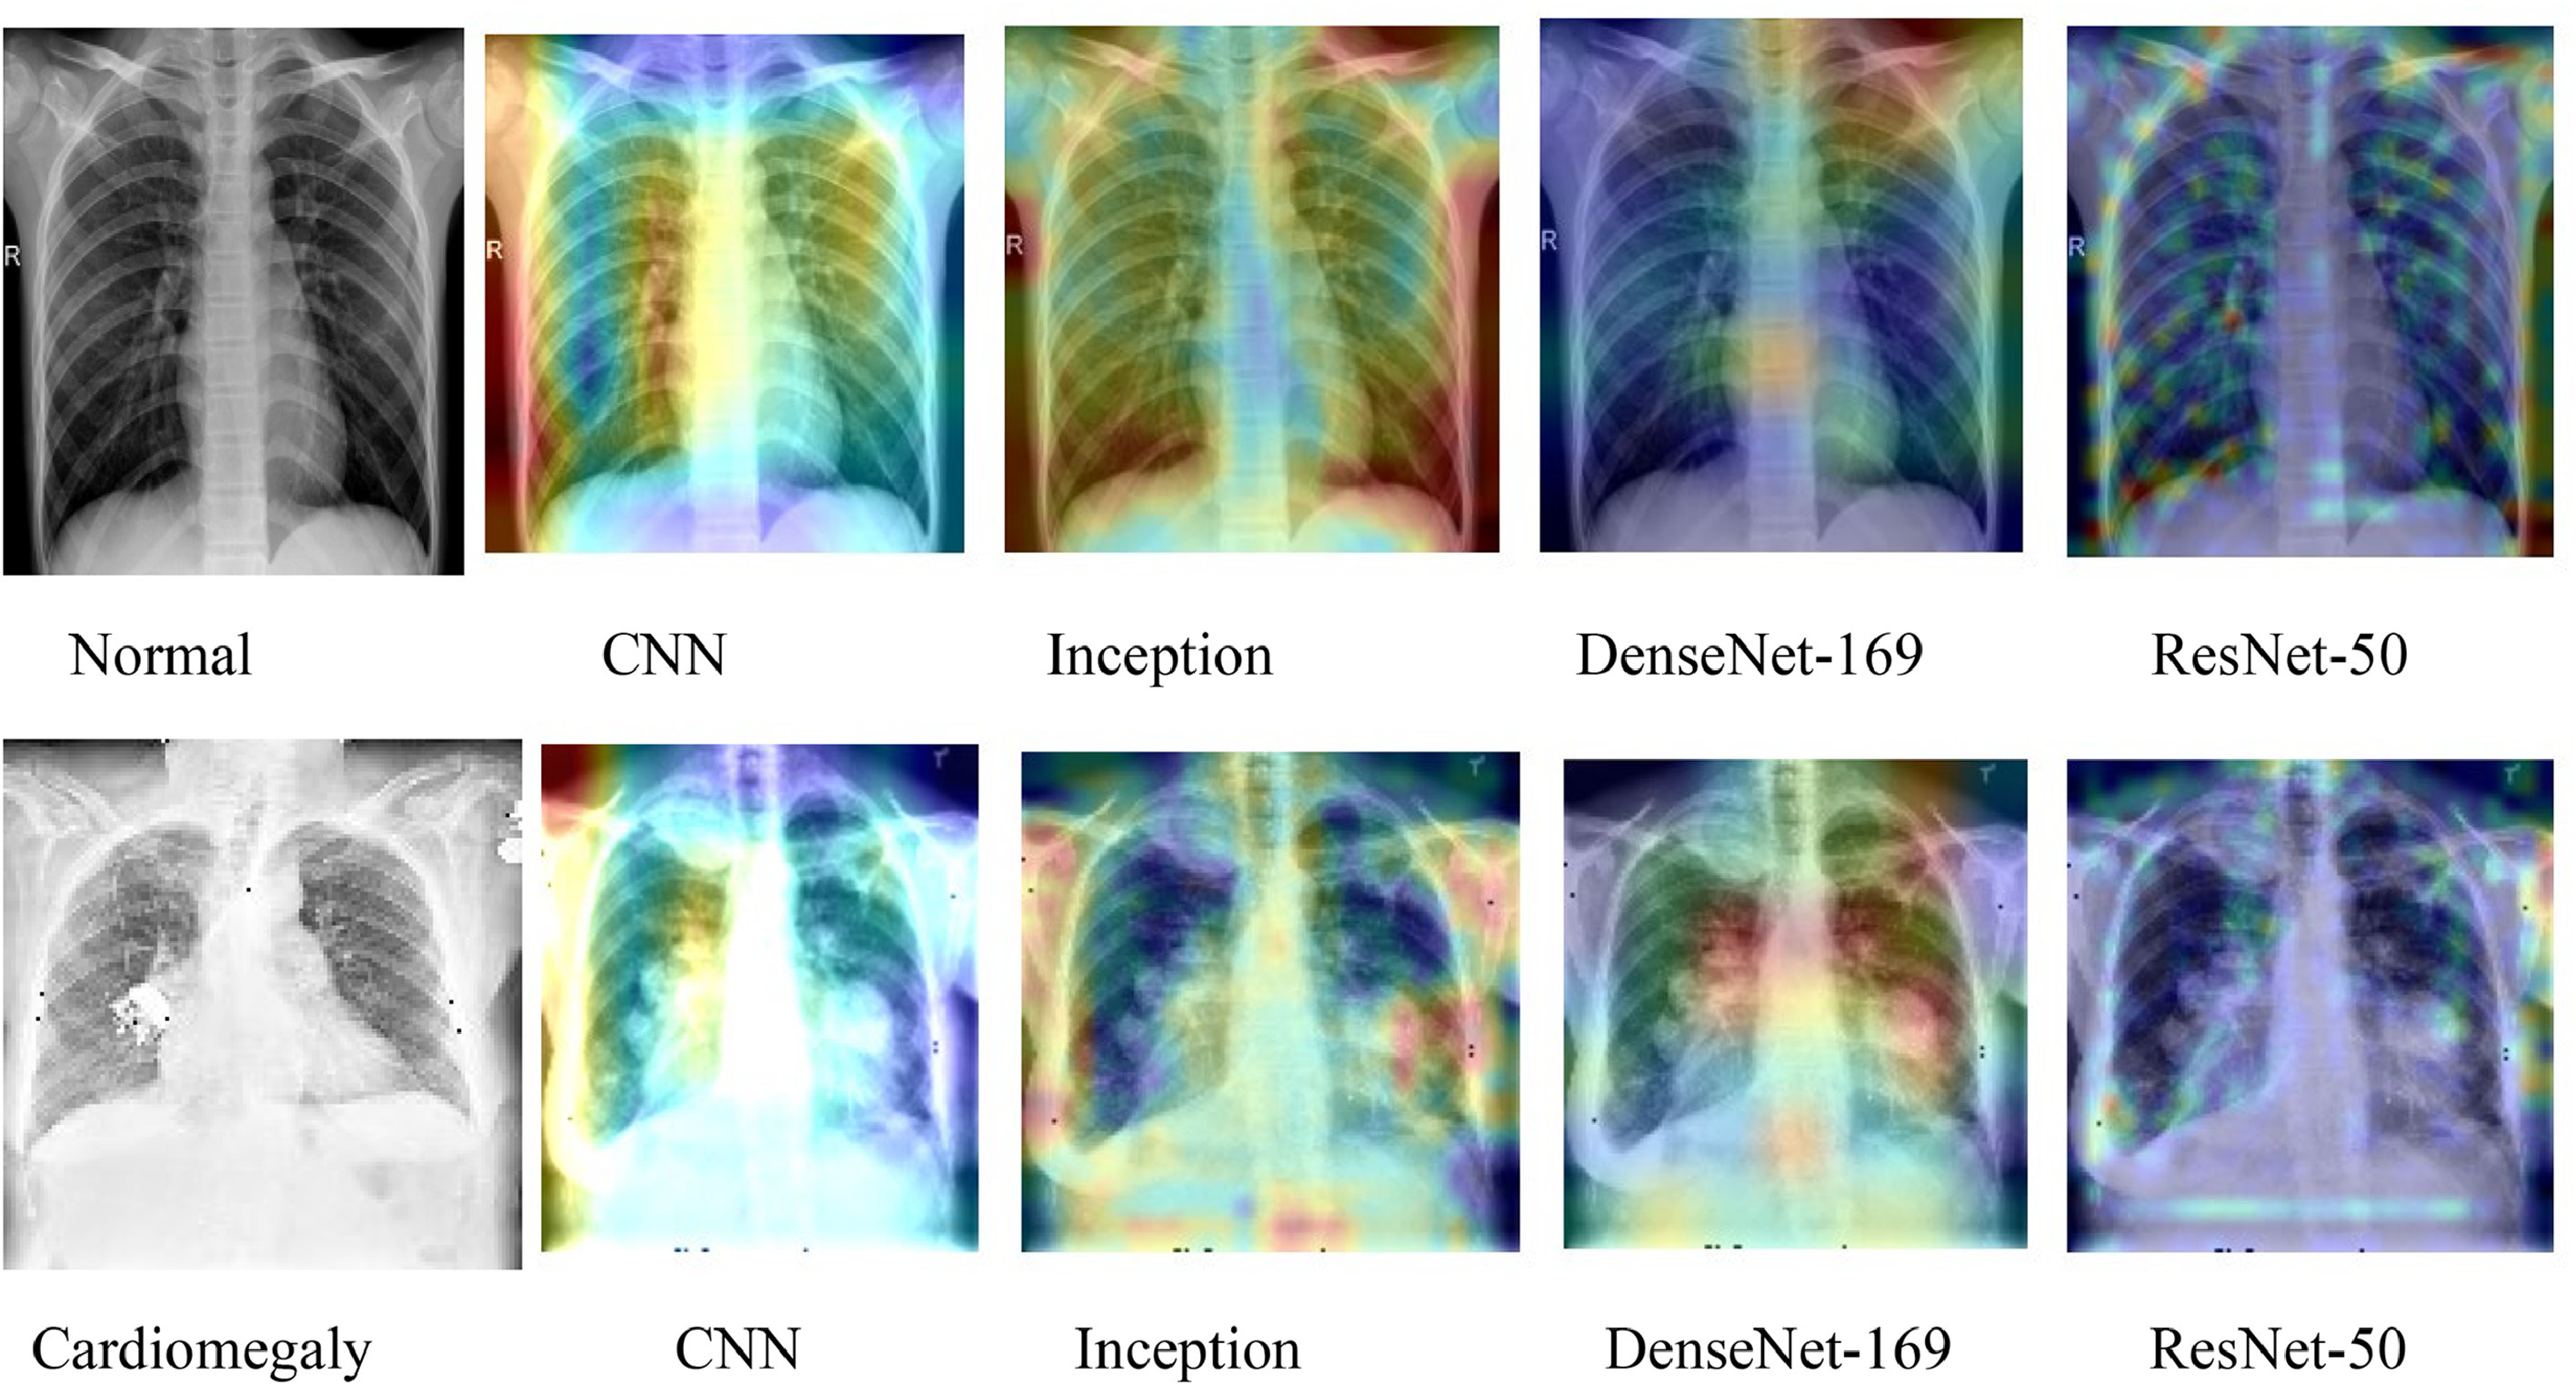 R
R
R
R
R
Normal
CNN
Inception
DenseNet-169
ResNet-50
Cardiomegaly
CNN
Inception
DenseNet-169
ResNet-50